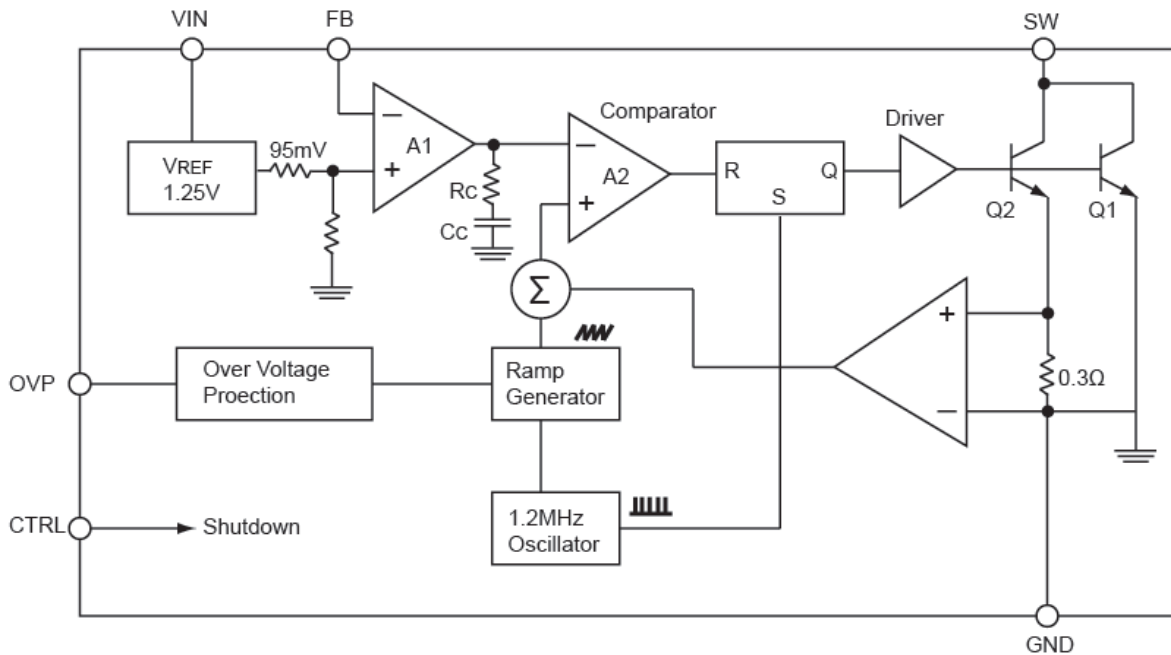 VIN
FB
SW
VREF
1.25V
95mV
−
A1
+
Rc
Cc
Comparator
−
A2
+
R
Q
S
Driver
Q2
Q1
Σ
+
−
0.3Ω
OVP
Over Voltage
Proection
Ramp
Generator
CTRL
Shutdown
1.2MHz
Oscillator
GND